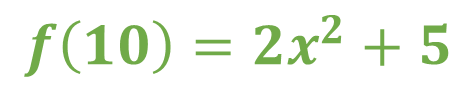 f(10) = 2x² + 5